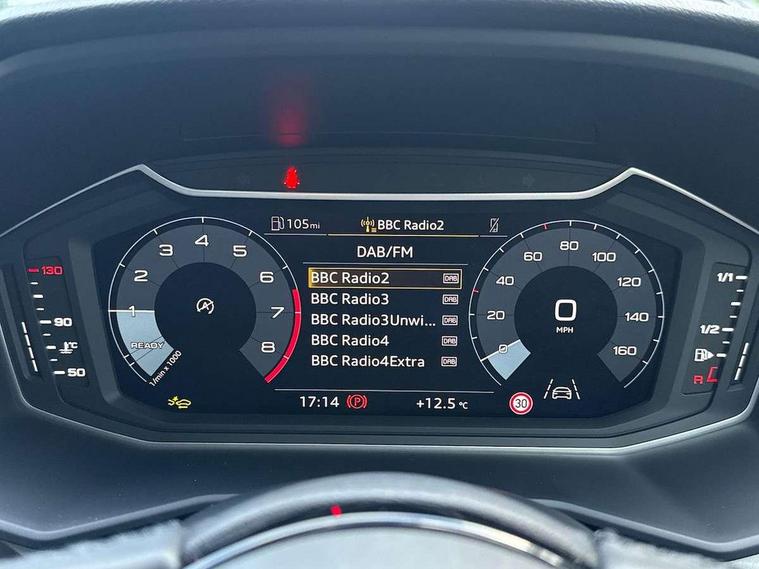 105mi BBC Radio2
DAB/FM
BBC Radio2 DAB
BBC Radio3 DAB
BBC Radio3Unwi... DAB
BBC Radio4 DAB
BBC Radio4Extra DAB
17:14 (P) +12.5 °C
30
130
90
°C
50
READY
1
2
3
4
5
6
7
8
1/min x 1000
A
0
MPH
0
20
40
60
80
100
120
140
160
1/1
1/2
R